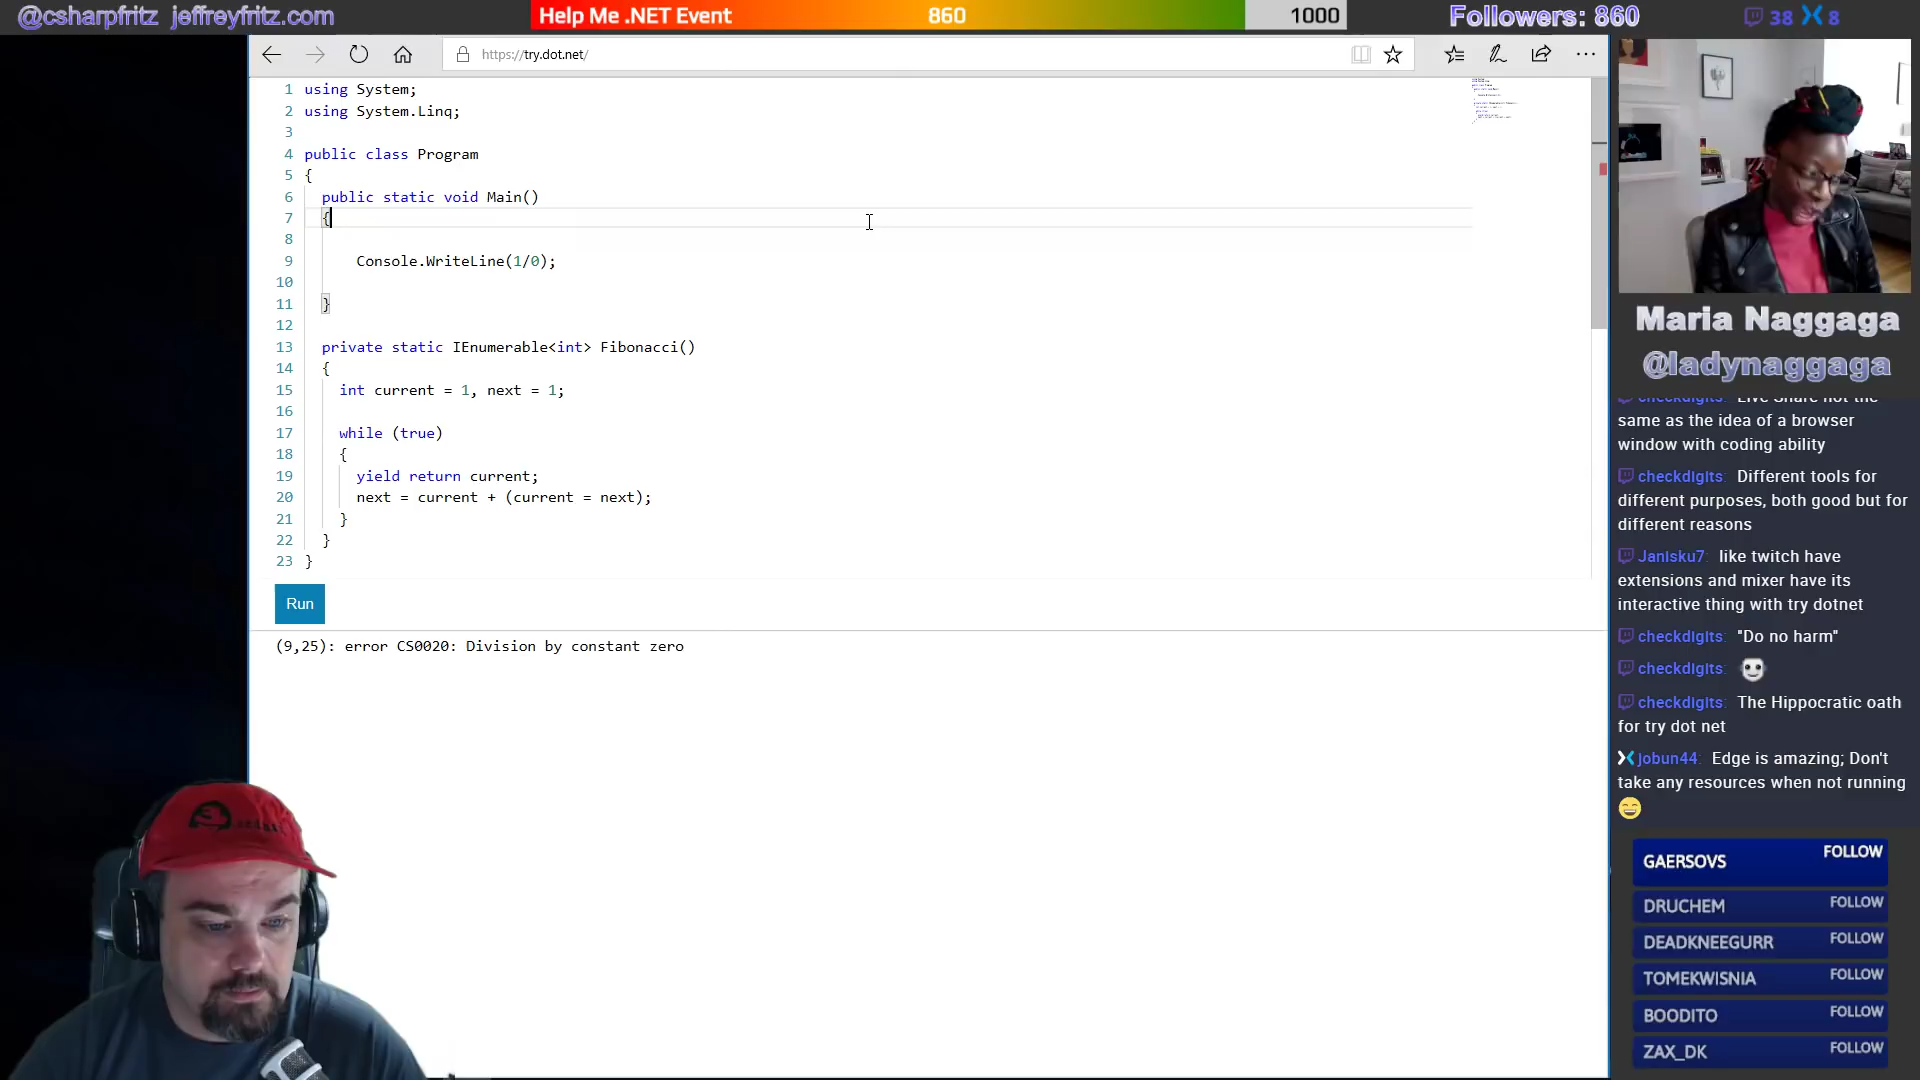 @csharpfritz jeffreyfritz.com
Help Me .NET Event 860 1000
Followers: 860
38 8
https://try.dot.net/
1 using System;
2 using System.Linq;
3
4 public class Program
5 {
6 public static void Main()
7 {
8
9 Console.WriteLine(1/0);
10
11 }
12
13 private static IEnumerable<int> Fibonacci()
14 {
15 int current = 1, next = 1;
16
17 while (true)
18 {
19 yield return current;
20 next = current + (current = next);
21 }
22 }
23 }
Run
(9,25): error CS0020: Division by constant zero
Maria Naggaga
@ladynaggaga
checkdigits: Live Share not the
same as the idea of a browser
window with coding ability
checkdigits: Different tools for
different purposes, both good but for
different reasons
Janisku7: like twitch have
extensions and mixer have its
interactive thing with try dotnet
checkdigits: "Do no harm"
checkdigits:
checkdigits: The Hippocratic oath
for try dot net
jobun44: Edge is amazing; Don't
take any resources when not running
GAERSOVS FOLLOW
DRUCHEM FOLLOW
DEADKNEEGURR FOLLOW
TOMEKWISNIA FOLLOW
BOODITO FOLLOW
ZAX_DK FOLLOW